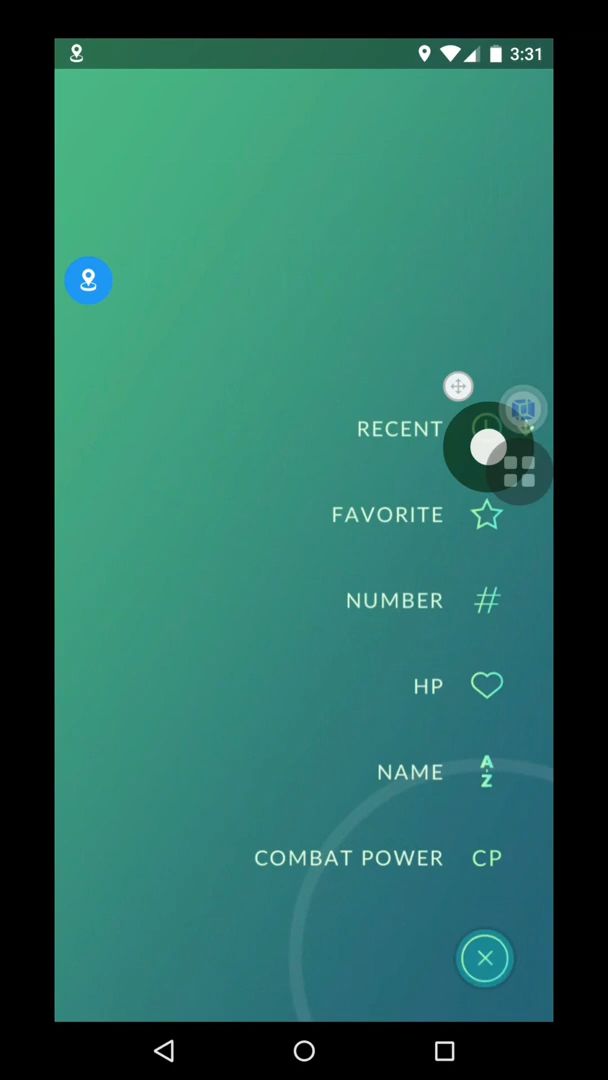 3:31
RECENT
FAVORITE
NUMBER #
HP
NAME A-Z
COMBAT POWER CP